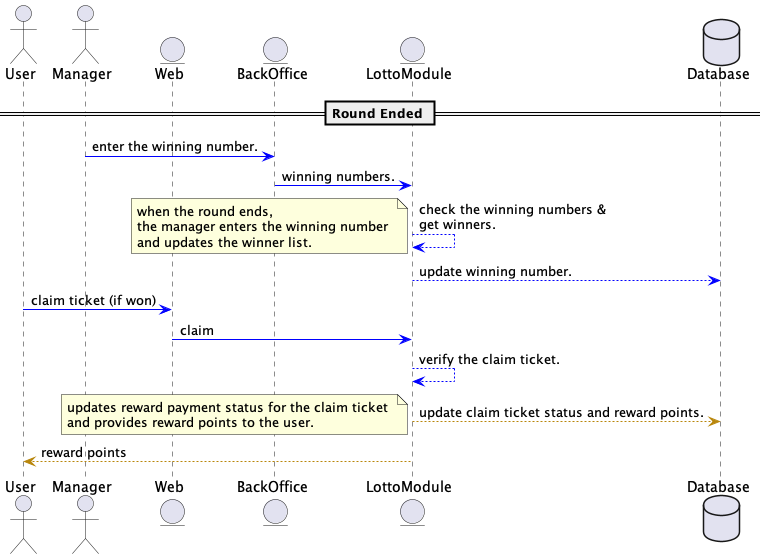 User
Manager
Web
BackOffice
LottoModule
Database
Round Ended
enter the winning number.
winning numbers.
when the round ends,
the manager enters the winning number
and updates the winner list.
check the winning numbers &
get winners.
update winning number.
claim ticket (if won)
claim
verify the claim ticket.
updates reward payment status for the claim ticket
and provides reward points to the user.
update claim ticket status and reward points.
reward points
User
Manager
Web
BackOffice
LottoModule
Database